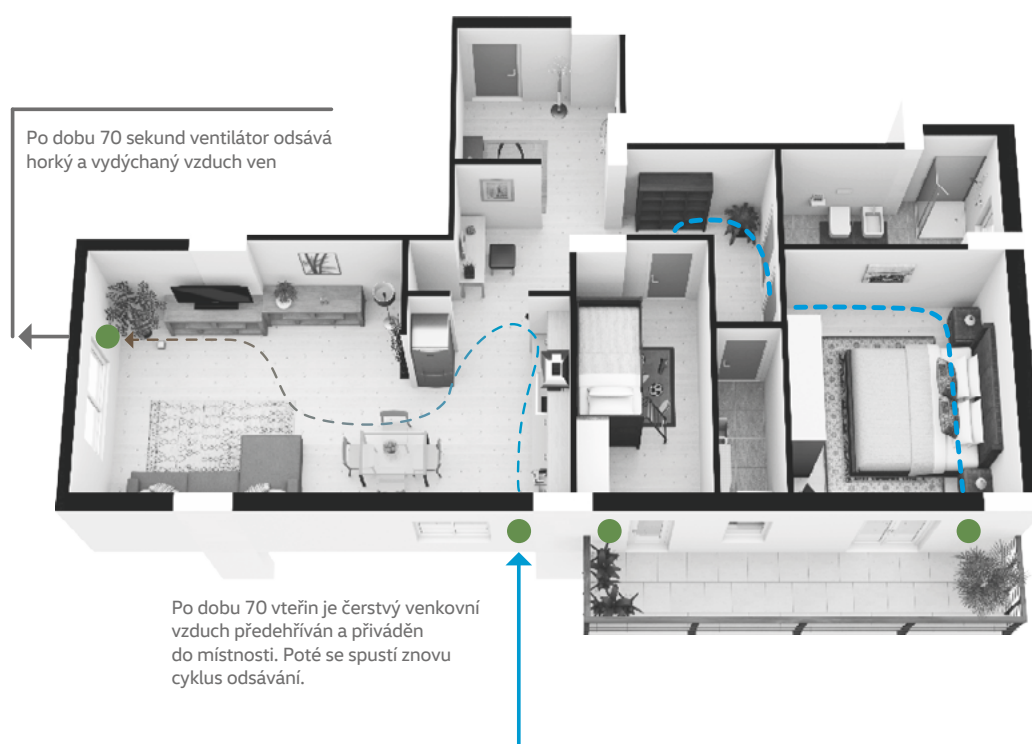 Po dobu 70 sekund ventilátor odsává
horký a vydýchaný vzduch ven
Po dobu 70 vteřin je čerstvý venkovní
vzduch předehříván a přiváděn
do místnosti. Poté se spustí znovu
cyklus odsávání.